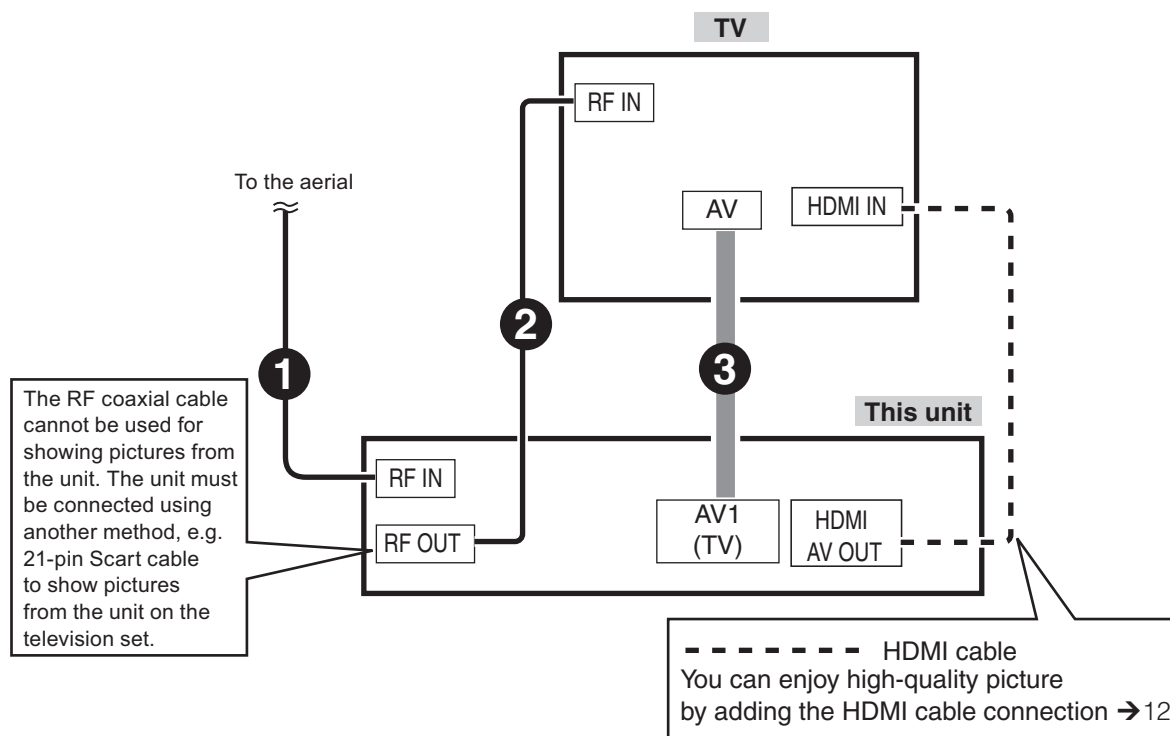 TV
RF IN
To the aerial
AV
HDMI IN
2
1
3
The RF coaxial cable
cannot be used for
showing pictures from
the unit. The unit must
be connected using
another method, e.g.
21-pin Scart cable
to show pictures
from the unit on the
television set.
This unit
RF IN
AV1
(TV)
HDMI
AV OUT
RF OUT
HDMI cable
You can enjoy high-quality picture
by adding the HDMI cable connection ➔12